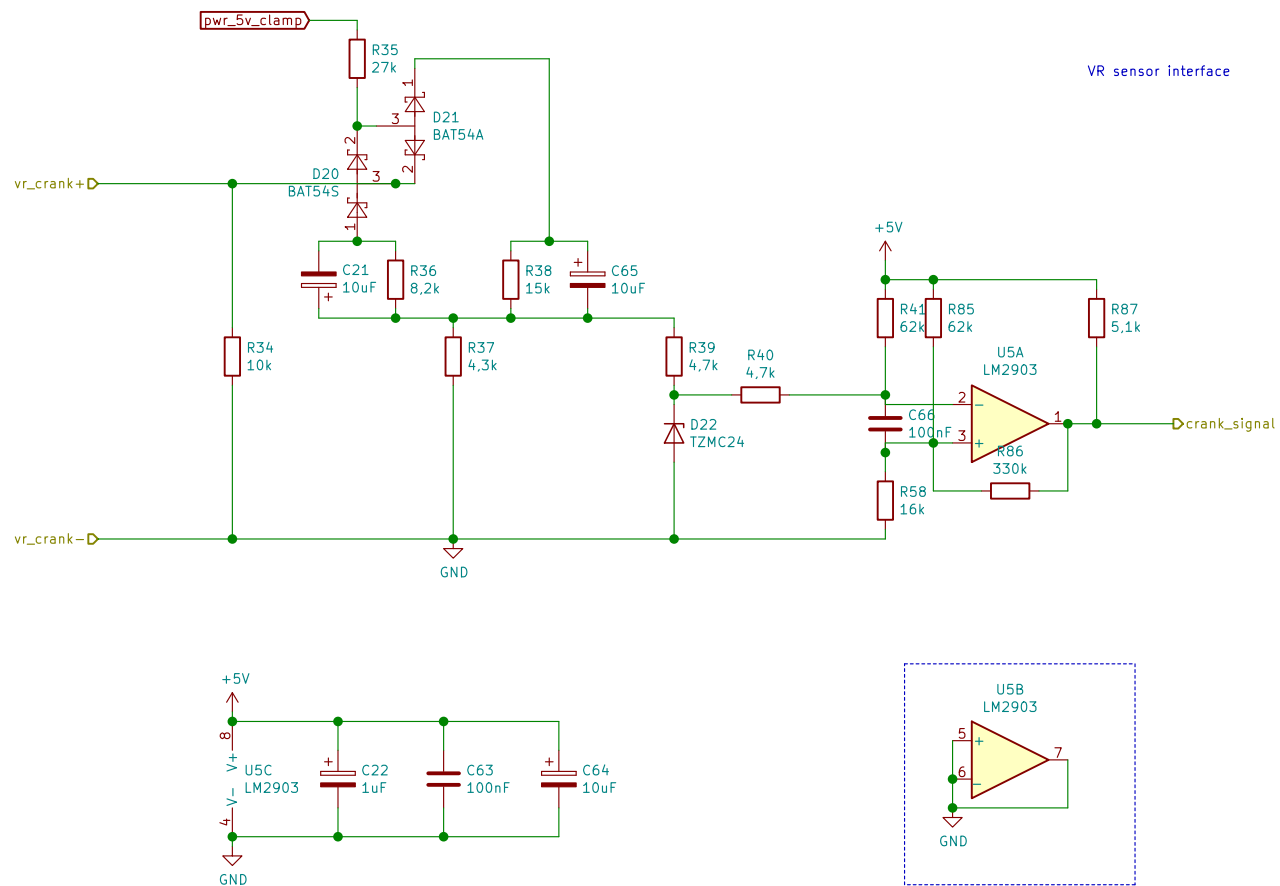 pwr_5v_clamp
R35
27k
VR sensor interface
1
3
D21
BAT54A
2
2
D20
BAT54S
3
1
vr_crank+
+5V
C21
10uF
+
R36
8,2k
R38
15k
+
C65
10uF
R41
62k
R85
62k
R87
5,1k
R34
10k
R37
4,3k
R39
4,7k
R40
4,7k
U5A
LM2903
2
−
1
3
+
crank_signal
D22
TZMC24
C66
100nF
R86
330k
R58
16k
vr_crank−
GND
+5V
8
V+
U5C
LM2903
V−
4
+
C22
1uF
C63
100nF
+
C64
10uF
GND
U5B
LM2903
5
+
7
6
−
GND